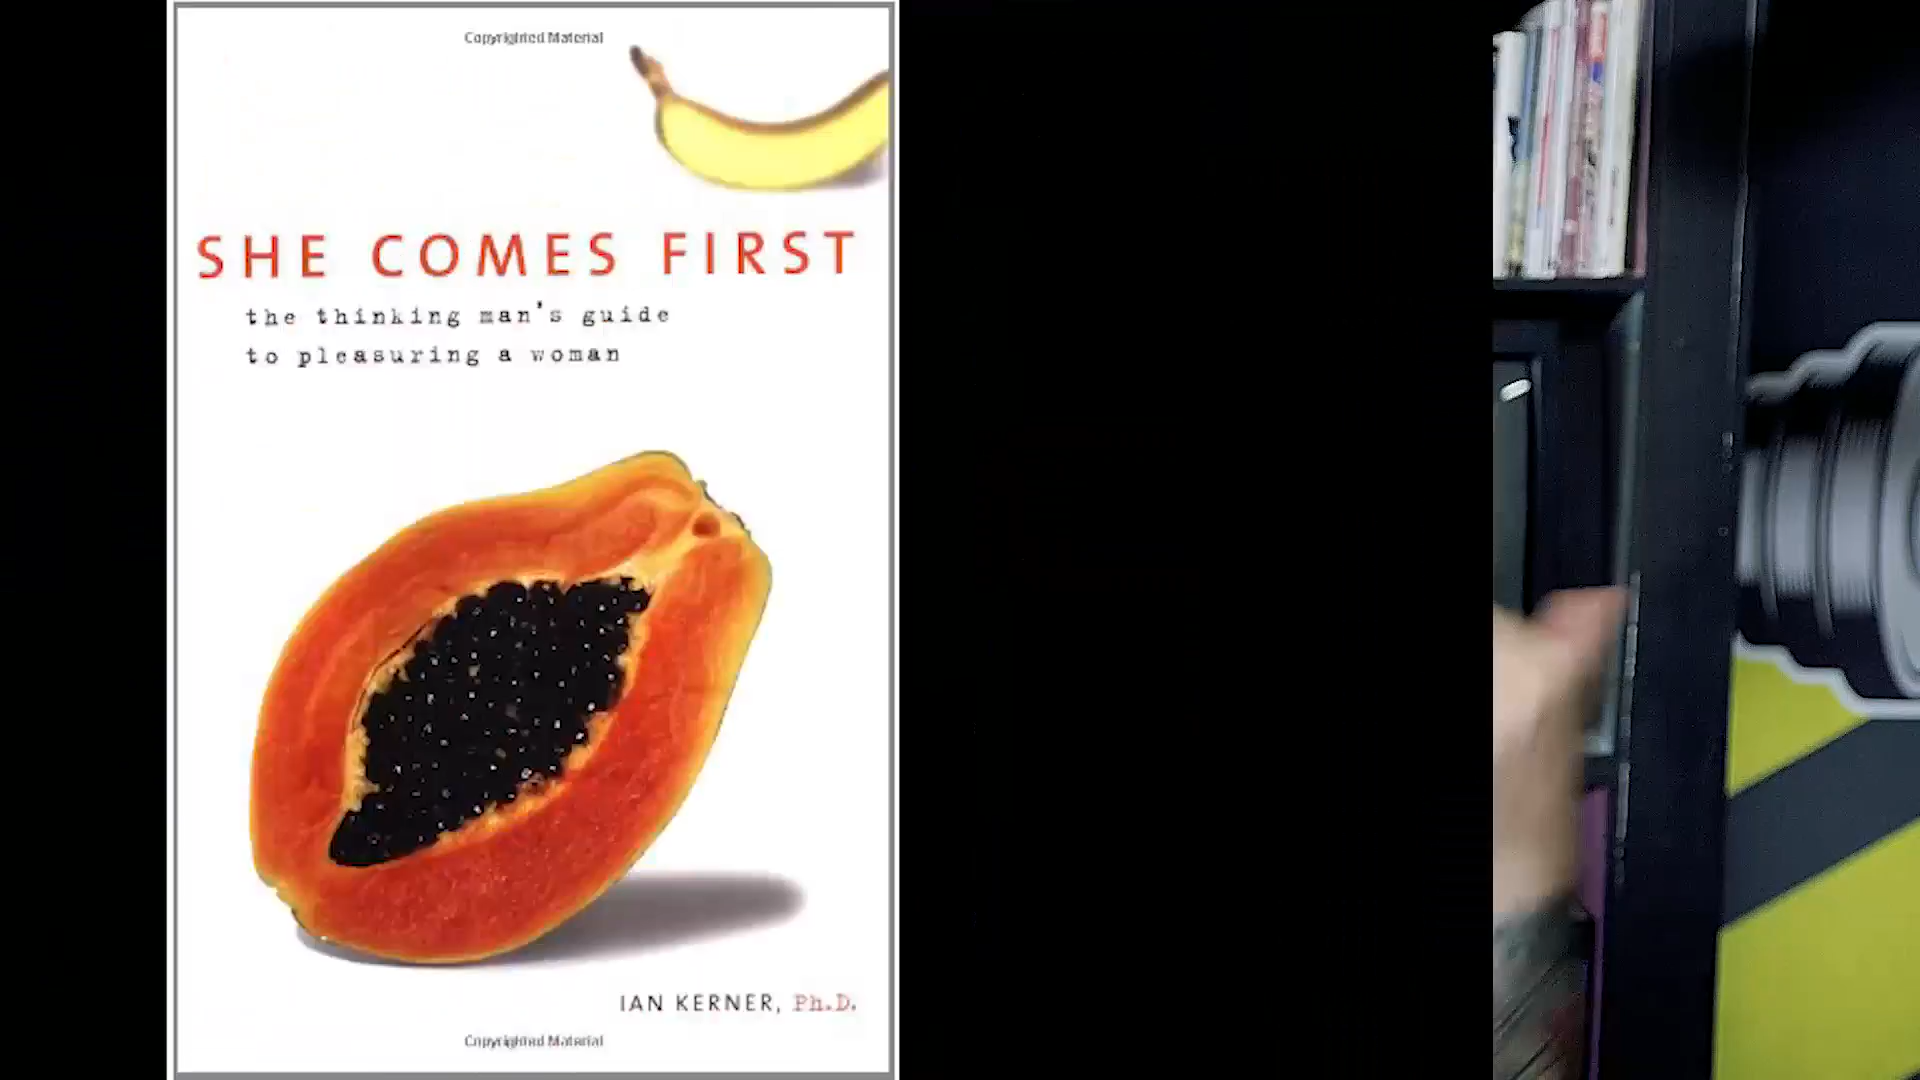 Copyrighted Material
SHE COMES FIRST
the thinking man's guide
to pleasuring a woman
IAN KERNER, Ph.D.
Copyrighted Material